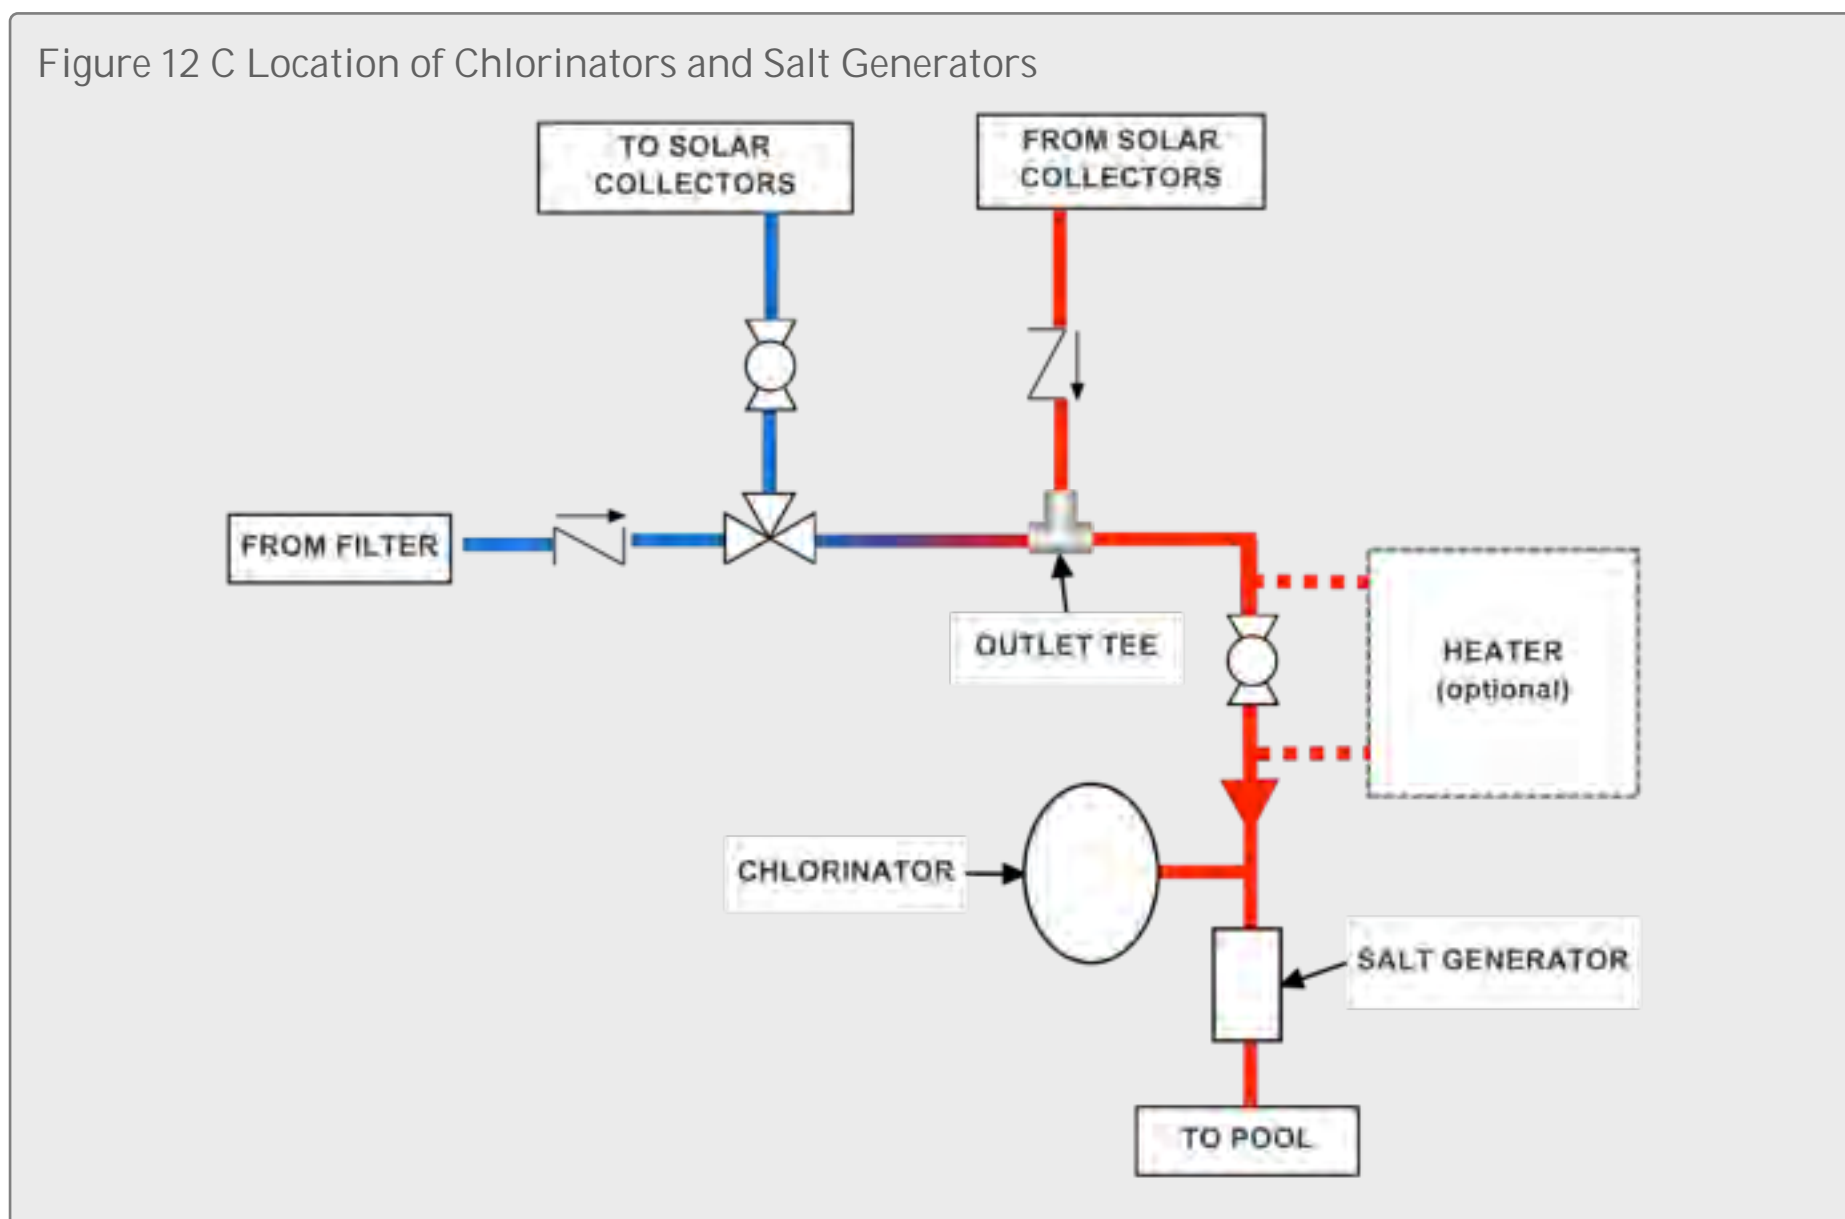 Figure 12 C Location of Chlorinators and Salt Generators
TO SOLAR
COLLECTORS
FROM SOLAR
COLLECTORS
FROM FILTER
OUTLET TEE
HEATER
(optional)
CHLORINATOR
SALT GENERATOR
TO POOL